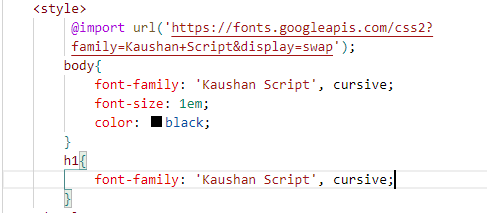 <style>
@import url('https://fonts.googleapis.com/css2?
family=Kaushan+Script&display=swap');
body{
font-family: 'Kaushan Script', cursive;
font-size: 1em;
color: black;
}
h1{
font-family: 'Kaushan Script', cursive;
}